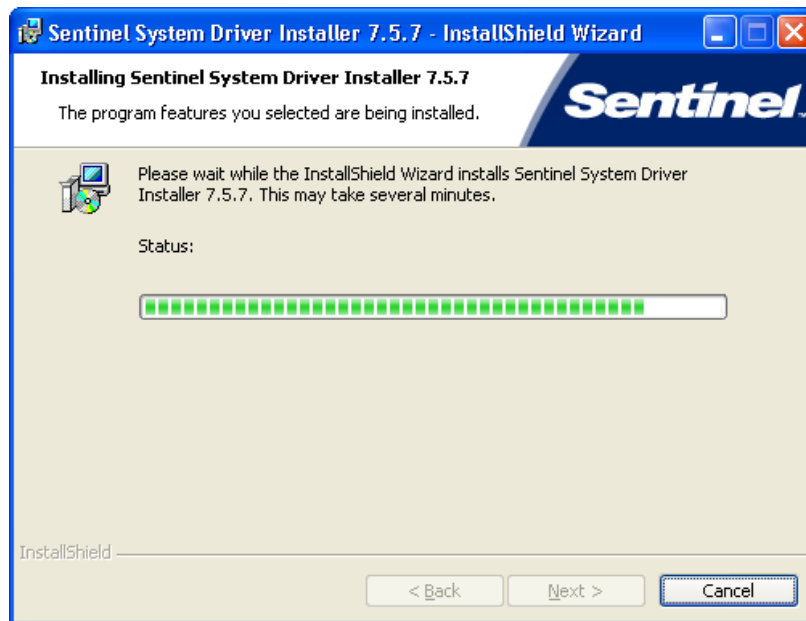 Sentinel System Driver Installer 7.5.7 - InstallShield Wizard
Installing Sentinel System Driver Installer 7.5.7
The program features you selected are being installed.
Sentinel
Please wait while the InstallShield Wizard installs Sentinel System Driver
Installer 7.5.7. This may take several minutes.
Status:
InstallShield
< Back
Next >
Cancel